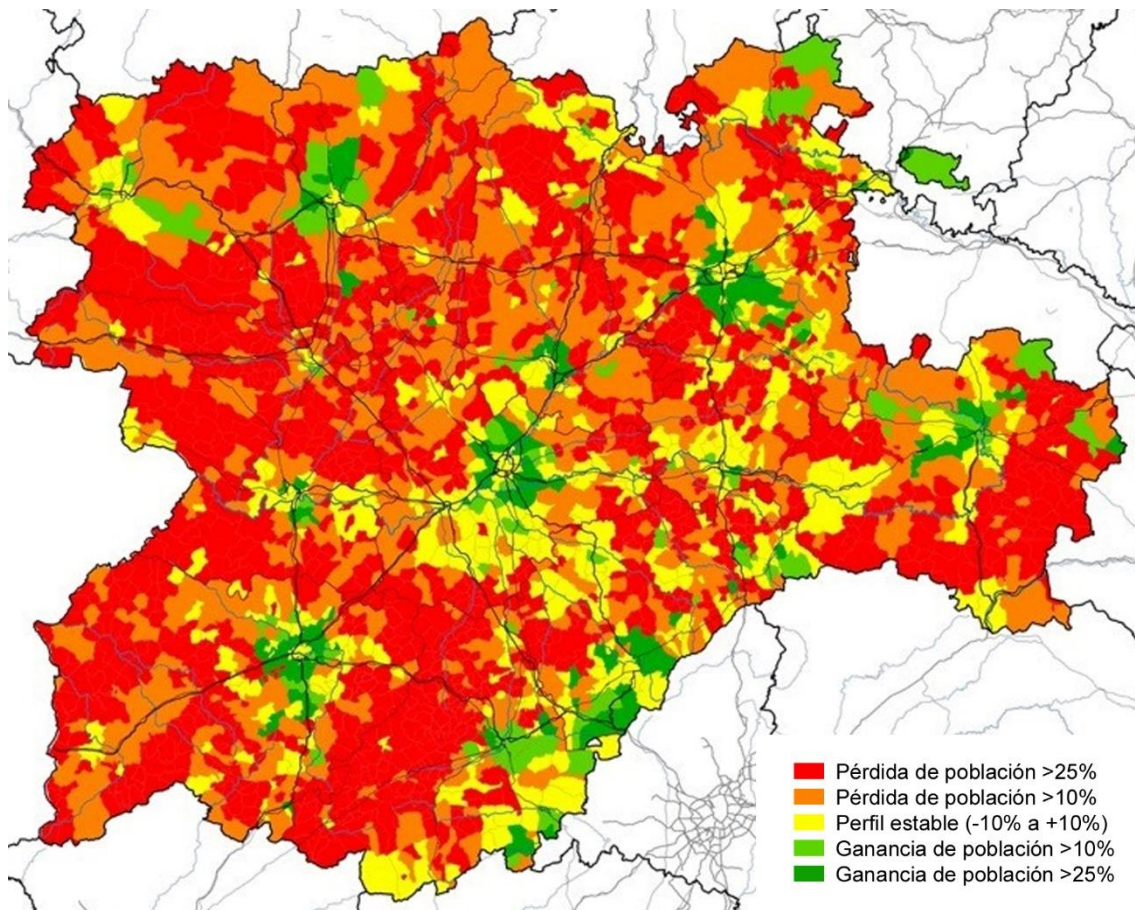 Pérdida de población >25%
Pérdida de población >10%
Perfil estable (-10% a +10%)
Ganancia de población >10%
Ganancia de población >25%